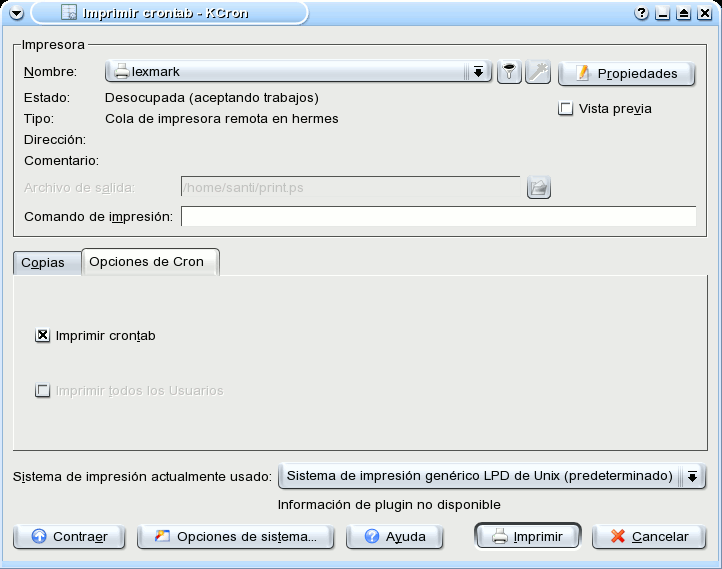 Imprimir crontab - KCron
Impresora
Nombre: lexmark Propiedades
Estado: Desocupada (aceptando trabajos)
Vista previa
Tipo: Cola de impresora remota en hermes
Dirección:
Comentario:
Archivo de salida: /home/santi/print.ps
Comando de impresión:
Copias Opciones de Cron
Imprimir crontab
Imprimir todos los Usuarios
Sistema de impresión actualmente usado: Sistema de impresión genérico LPD de Unix (predeterminado)
Información de plugin no disponible
Contraer Opciones de sistema... Ayuda Imprimir Cancelar